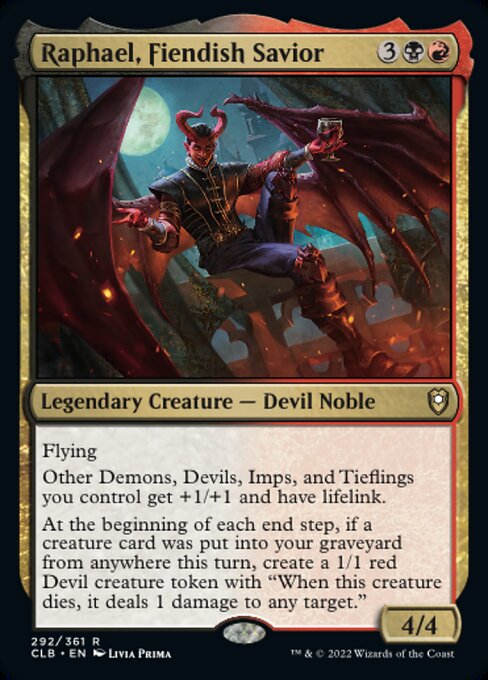 Raphael, Fiendish Savior 3
Legendary Creature — Devil Noble
Flying
Other Demons, Devils, Imps, and Tieflings
you control get +1/+1 and have lifelink.
At the beginning of each end step, if a
creature card was put into your graveyard
from anywhere this turn, create a 1/1 red
Devil creature token with “When this creature
dies, it deals 1 damage to any target.”
4/4
292/361 R
CLB • EN Livia Prima
™ & © 2022 Wizards of the Coast